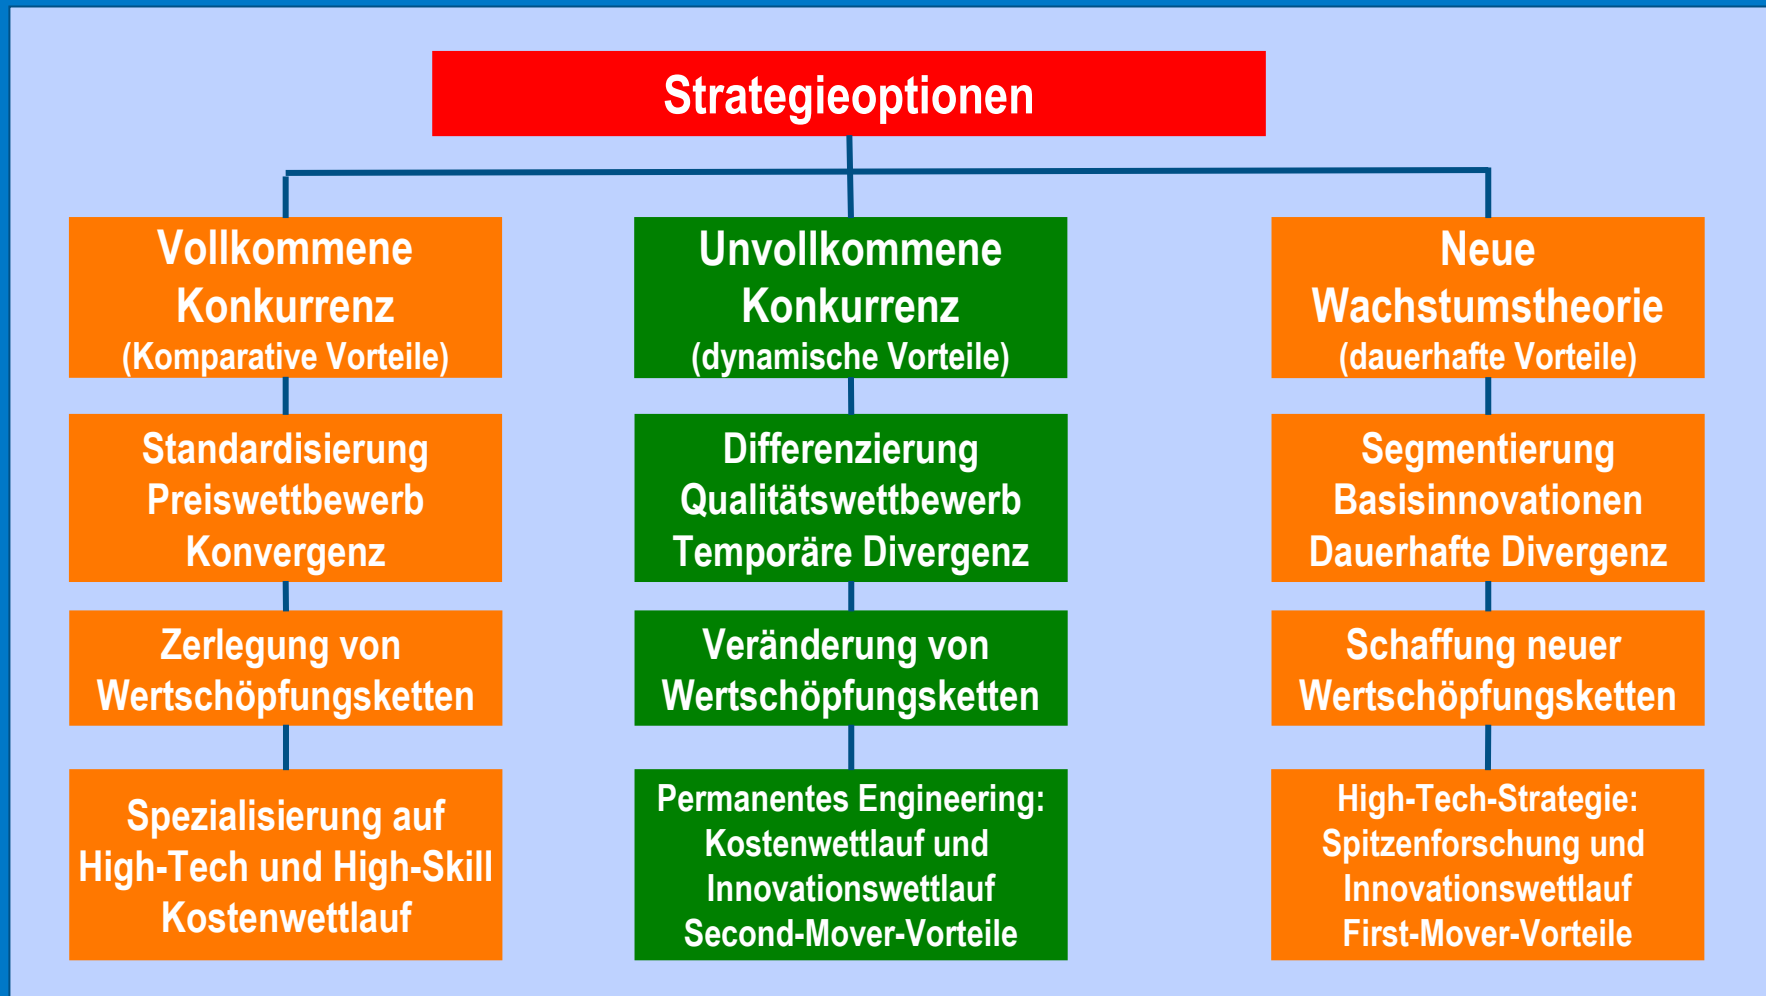 Strategieoptionen
Vollkommene
Konkurrenz
(Komparative Vorteile)
Standardisierung
Preiswettbewerb
Konvergenz
Zerlegung von
Wertschöpfungsketten
Spezialisierung auf
High-Tech und High-Skill
Kostenwettlauf
Unvollkommene
Konkurrenz
(dynamische Vorteile)
Differenzierung
Qualitätswettbewerb
Temporäre Divergenz
Veränderung von
Wertschöpfungsketten
Permanentes Engineering:
Kostenwettlauf und
Innovationswettlauf
Second-Mover-Vorteile
Neue
Wachstumstheorie
(dauerhafte Vorteile)
Segmentierung
Basisinnovationen
Dauerhafte Divergenz
Schaffung neuer
Wertschöpfungsketten
High-Tech-Strategie:
Spitzenforschung und
Innovationswettlauf
First-Mover-Vorteile